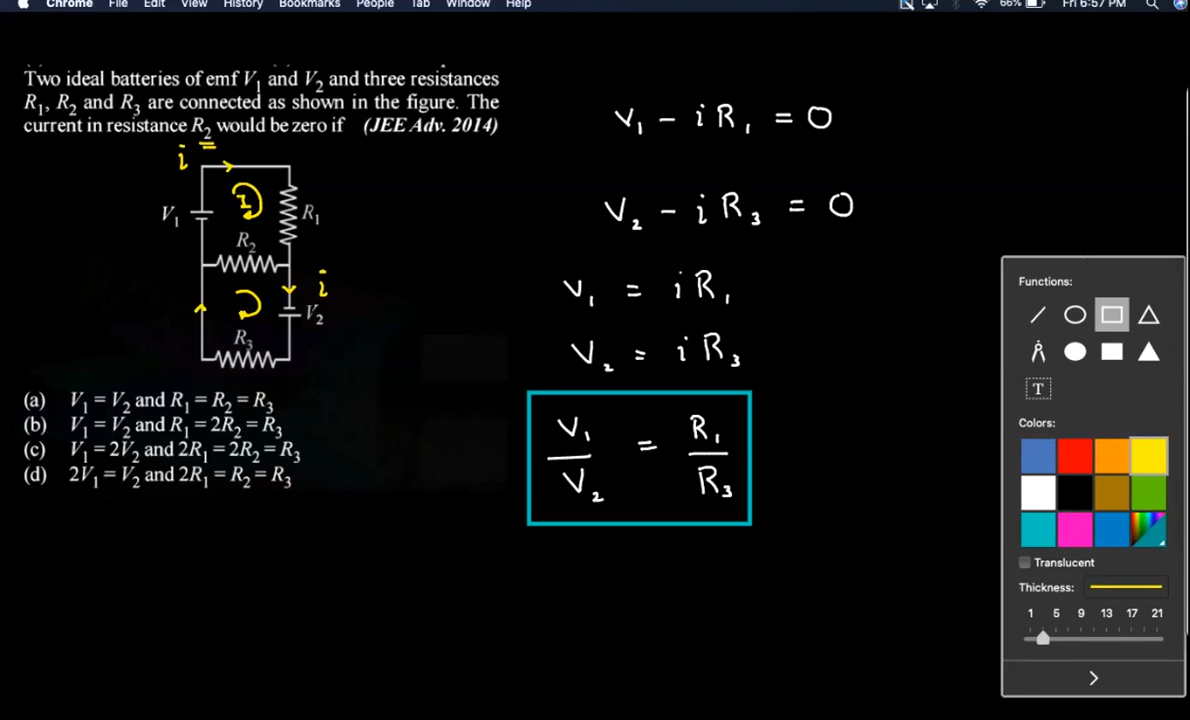 Chrome File Edit View History Bookmarks People Tab Window Help 66% Fri 6:57 PM
Two ideal batteries of emf V₁ and V₂ and three resistances
R₁, R₂ and R₃ are connected as shown in the figure. The
current in resistance R₂ would be zero if (JEE Adv. 2014)
i
V₁
R₁
R₂
i
V₂
R₃
(a) V₁ = V₂ and R₁ = R₂ = R₃
(b) V₁ = V₂ and R₁ = 2R₂ = R₃
(c) V₁ = 2V₂ and 2R₁ = 2R₂ = R₃
(d) 2V₁ = V₂ and 2R₁ = R₂ = R₃
V₁ - iR₁ = 0
V₂ - iR₃ = 0
V₁ = iR₁
V₂ = iR₃
V₁/V₂ = R₁/R₃
Functions:
T
Colors:
Translucent
Thickness:
1 5 9 13 17 21